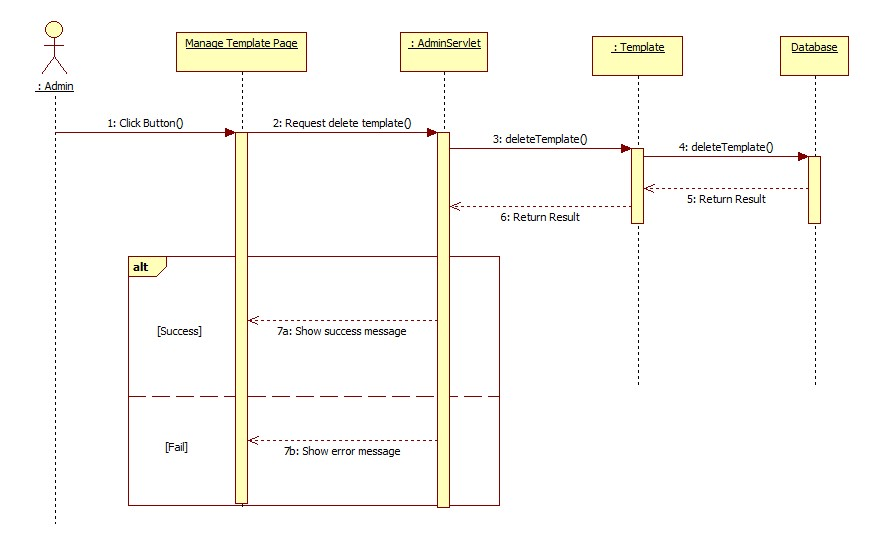 Manage Template Page
: AdminServlet
: Template
Database
: Admin
1: Click Button()
2: Request delete template()
3: deleteTemplate()
4: deleteTemplate()
5: Return Result
6: Return Result
alt
[Success]
7a: Show success message
[Fail]
7b: Show error message